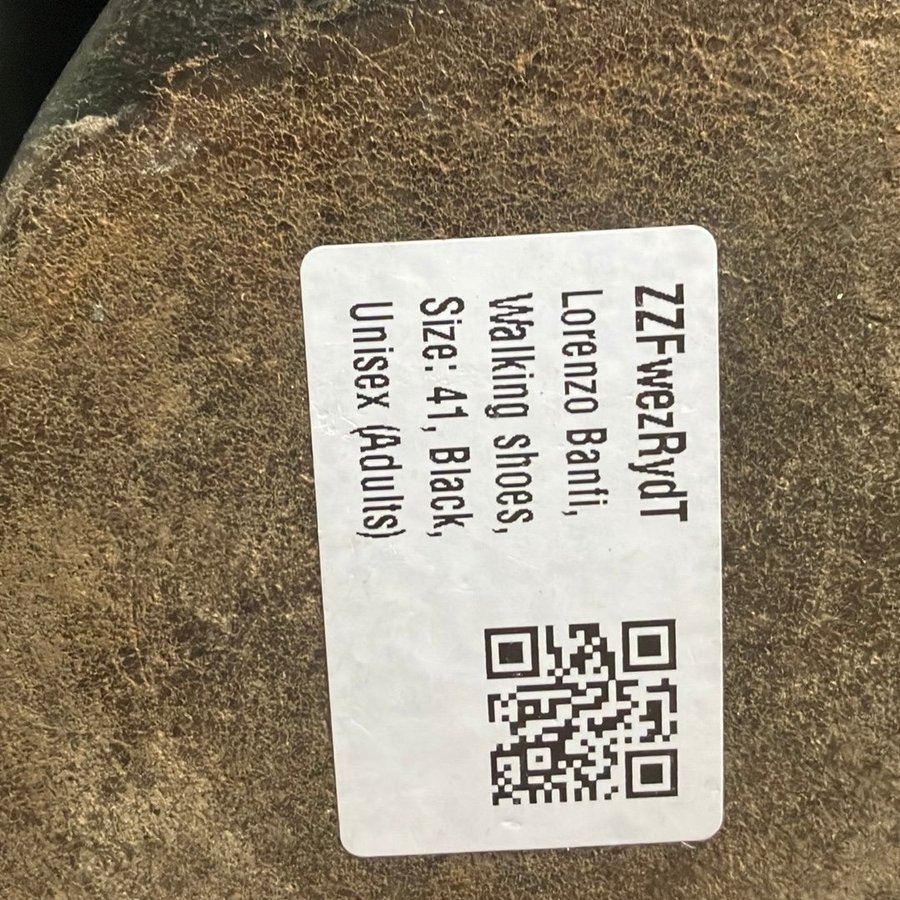 ZZFwezRydT
Lorenzo Banfi,
Walking shoes,
Size: 41, Black,
Unisex (Adults)